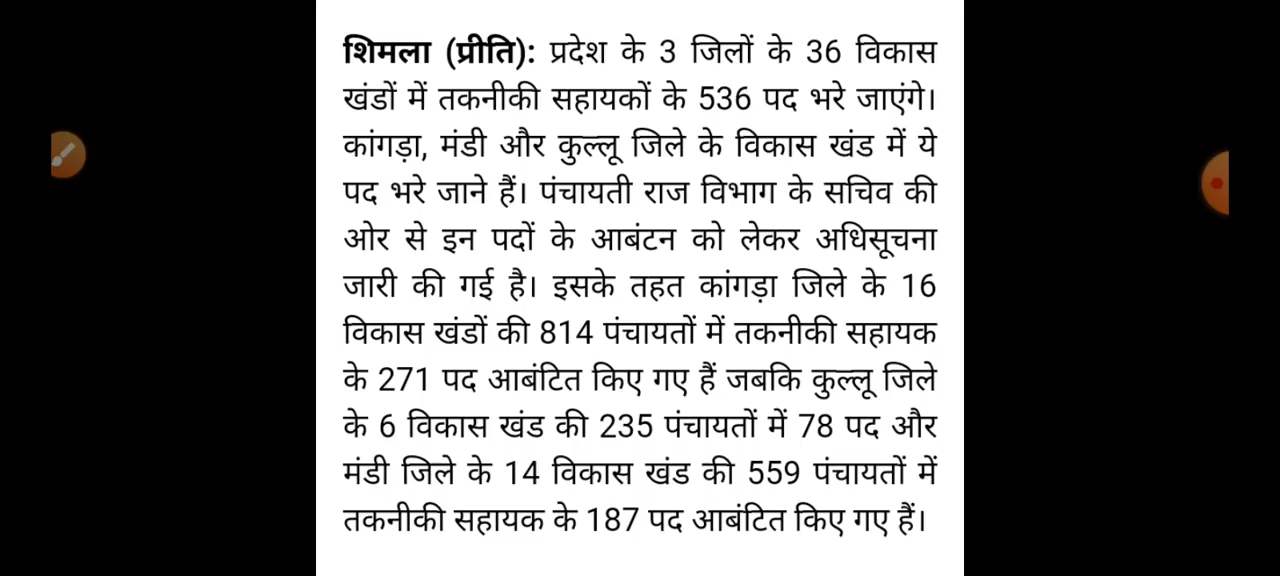 शिमला (प्रीति): प्रदेश के 3 जिलों के 36 विकास
खंडों में तकनीकी सहायकों के 536 पद भरे जाएंगे।
कांगड़ा, मंडी और कुल्लू जिले के विकास खंड में ये
पद भरे जाने हैं। पंचायती राज विभाग के सचिव की
ओर से इन पदों के आबंटन को लेकर अधिसूचना
जारी की गई है। इसके तहत कांगड़ा जिले के 16
विकास खंडों की 814 पंचायतों में तकनीकी सहायक
के 271 पद आबंटित किए गए हैं जबकि कुल्लू जिले
के 6 विकास खंड की 235 पंचायतों में 78 पद और
मंडी जिले के 14 विकास खंड की 559 पंचायतों में
तकनीकी सहायक के 187 पद आबंटित किए गए हैं।